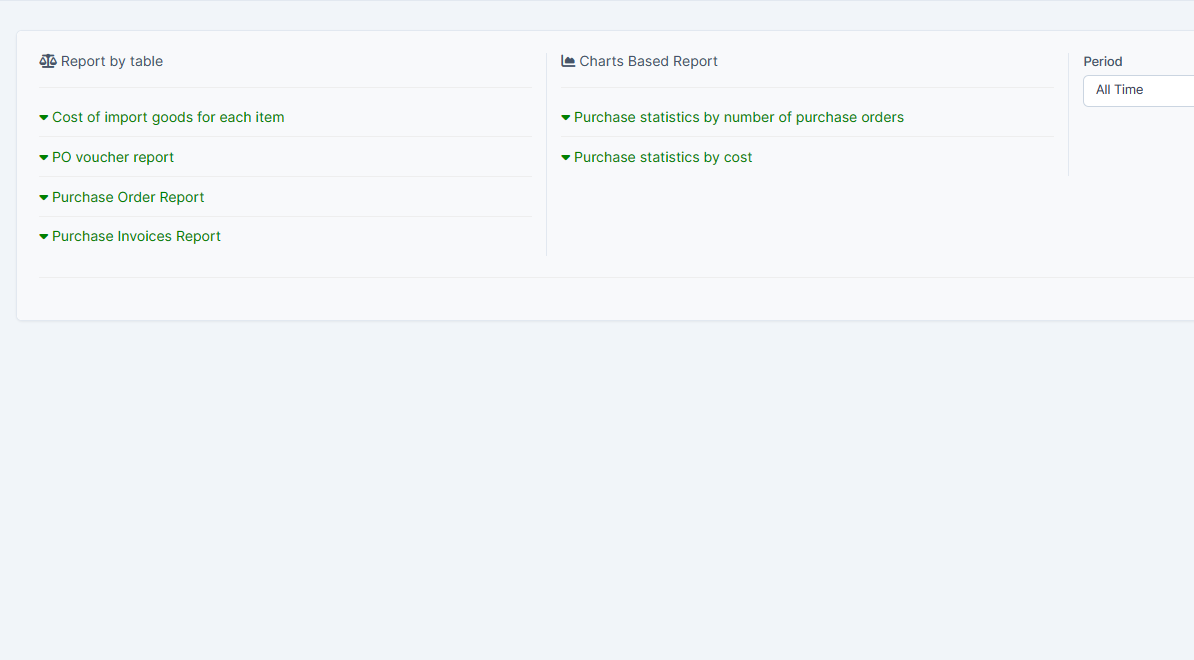 Report by table
Cost of import goods for each item
PO voucher report
Purchase Order Report
Purchase Invoices Report
Charts Based Report
Purchase statistics by number of purchase orders
Purchase statistics by cost
Period
All Time